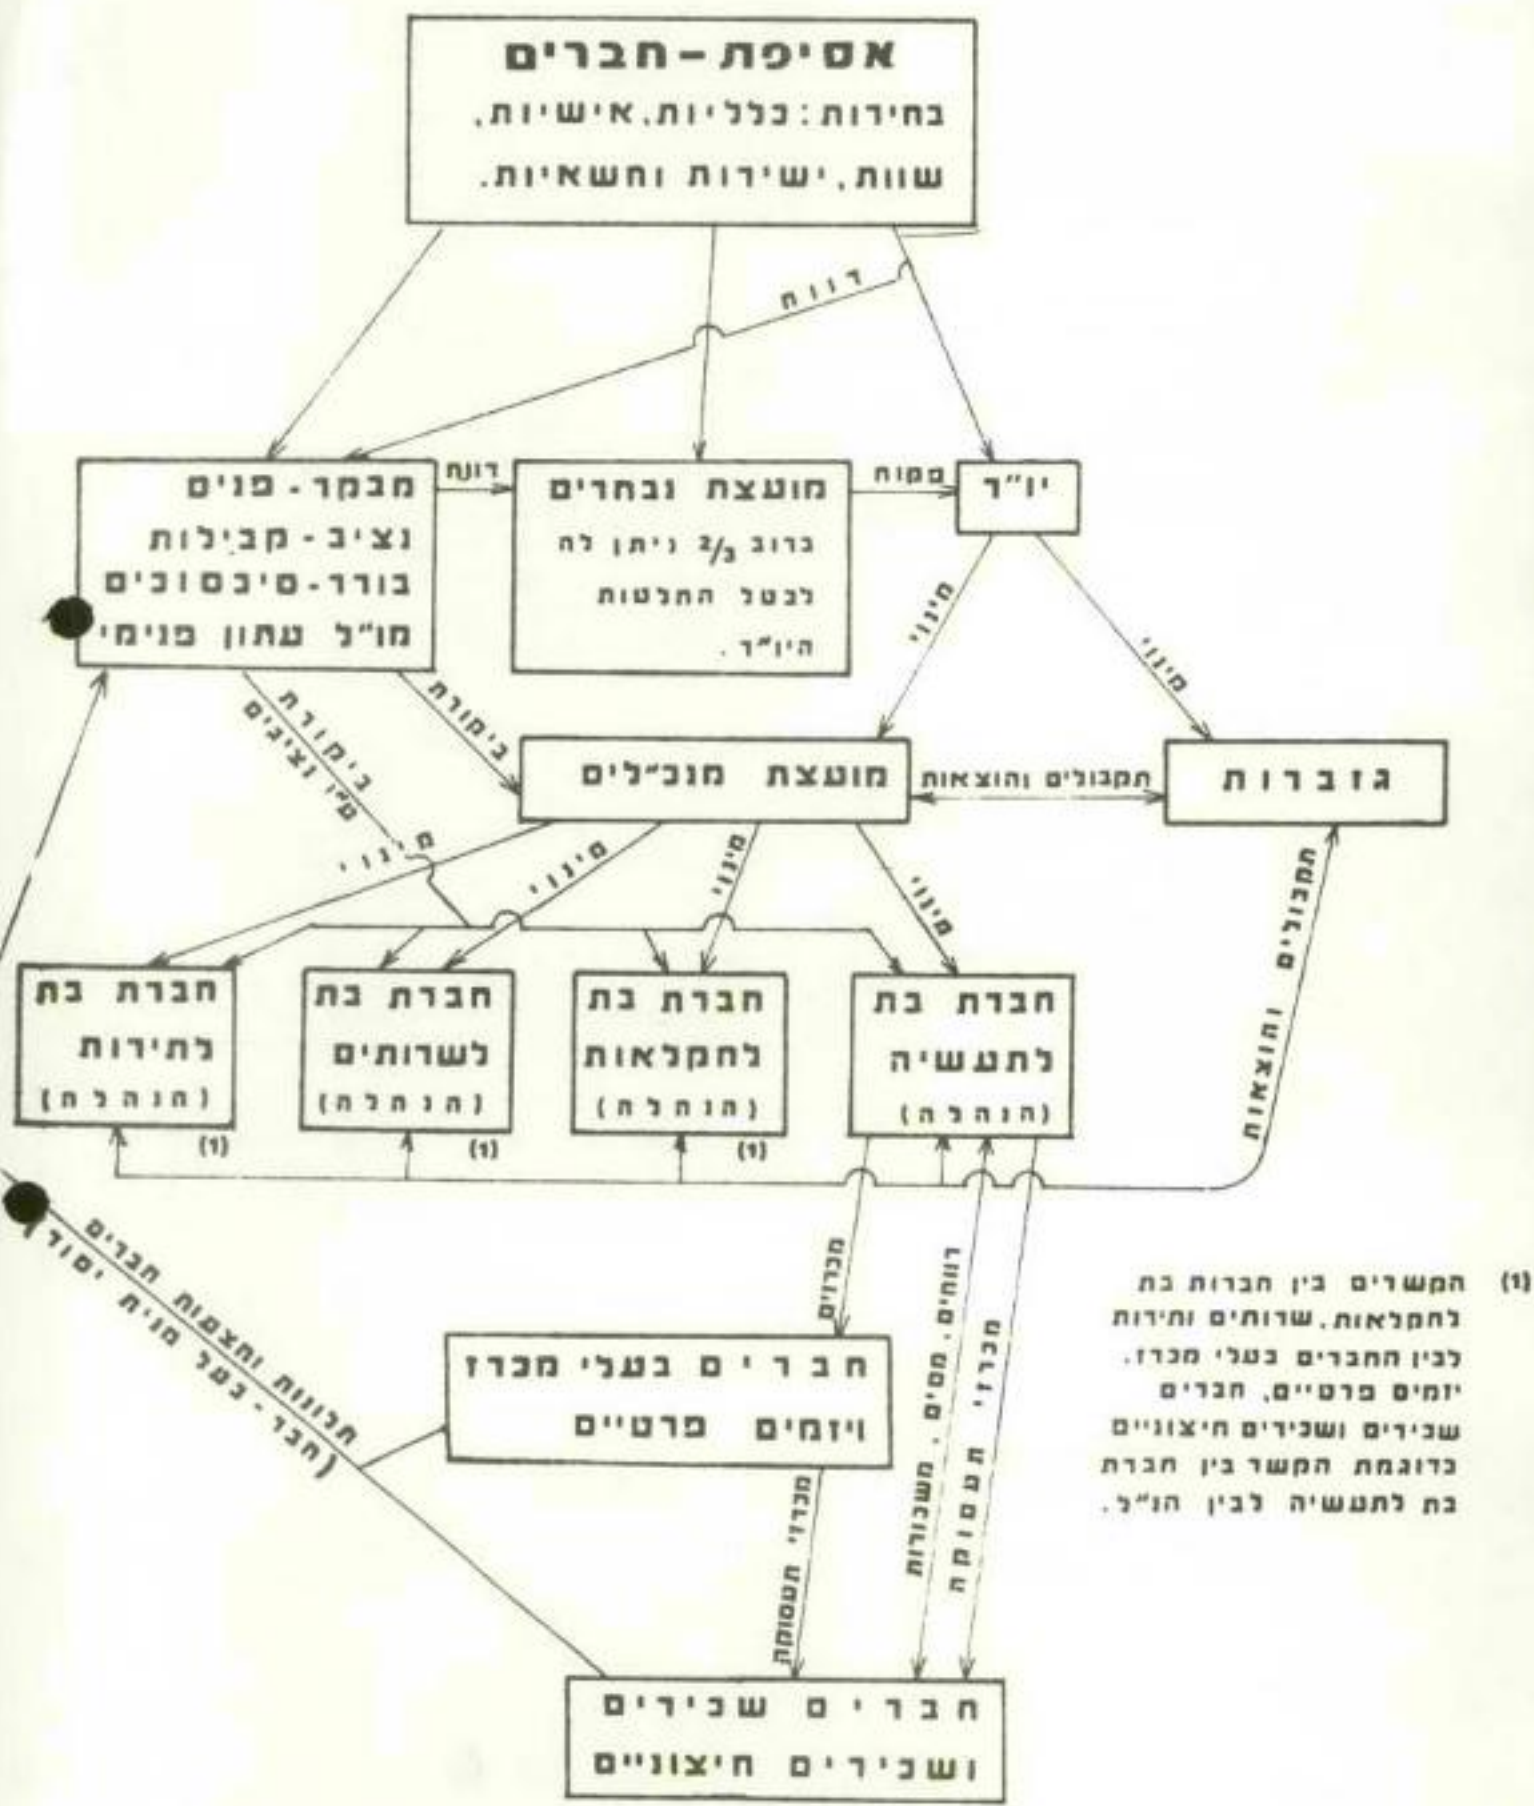 אסיפת-חברים
בחירות: כלליות, אישיות,
שוות, ישירות וחשאיות.
דווח
מבקר-פנים
נציב-קבילות
בורר-סיכסוכים
מו"ל עתון פנימי
דווח
מועצת נבחרים
ברוב 2/3 ניתן לה
לבטל החלטות
היו"ר.
פקוח
יו"ר
מינוי
מינוי
ביקורת
ביקורת
ע"י נציגים
מועצת מנכ"לים
תקבולים והוצאות
גזברות
מינוי
מינוי
מינוי
מינוי
תקבולים והוצאות
חברת בת
לתעשיה
(הנהלה)
חברת בת
לחקלאות
(הנהלה)
(1)
חברת בת
לשרותים
(הנהלה)
(1)
חברת בת
לתירות
(הנהלה)
(1)
מכרזים
רווחים, מסים, משכורות
מכרזי תעסוקה
תלונות והצעות חברים
(חבר - בעל מנית יסוד)
חברים בעלי מכרז
ויזמים פרטיים
מכרזי תעסוקה
חברים שכירים
ושכירים חיצוניים
(1) הקשרים בין חברות בת
לחקלאות, שרותים ותירות
לבין החברים בעלי מכרז,
יזמים פרטיים, חברים
שכירים ושכירים חיצוניים
כדוגמת הקשר בין חברת
בת לתעשיה לבין הנ"ל.